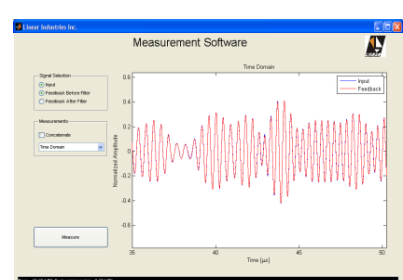 Linear Industries Inc.
Measurement Software
Signal Selection
Input
Feedback Before Filter
Feedback After Filter
Measurements
Concatenate
Time Domain
Measure
Time Domain
Input
Feedback
Normalized Amplitude
0.6
0.4
0.2
0
-0.2
-0.4
-0.6
35
40
45
50
Time [µs]